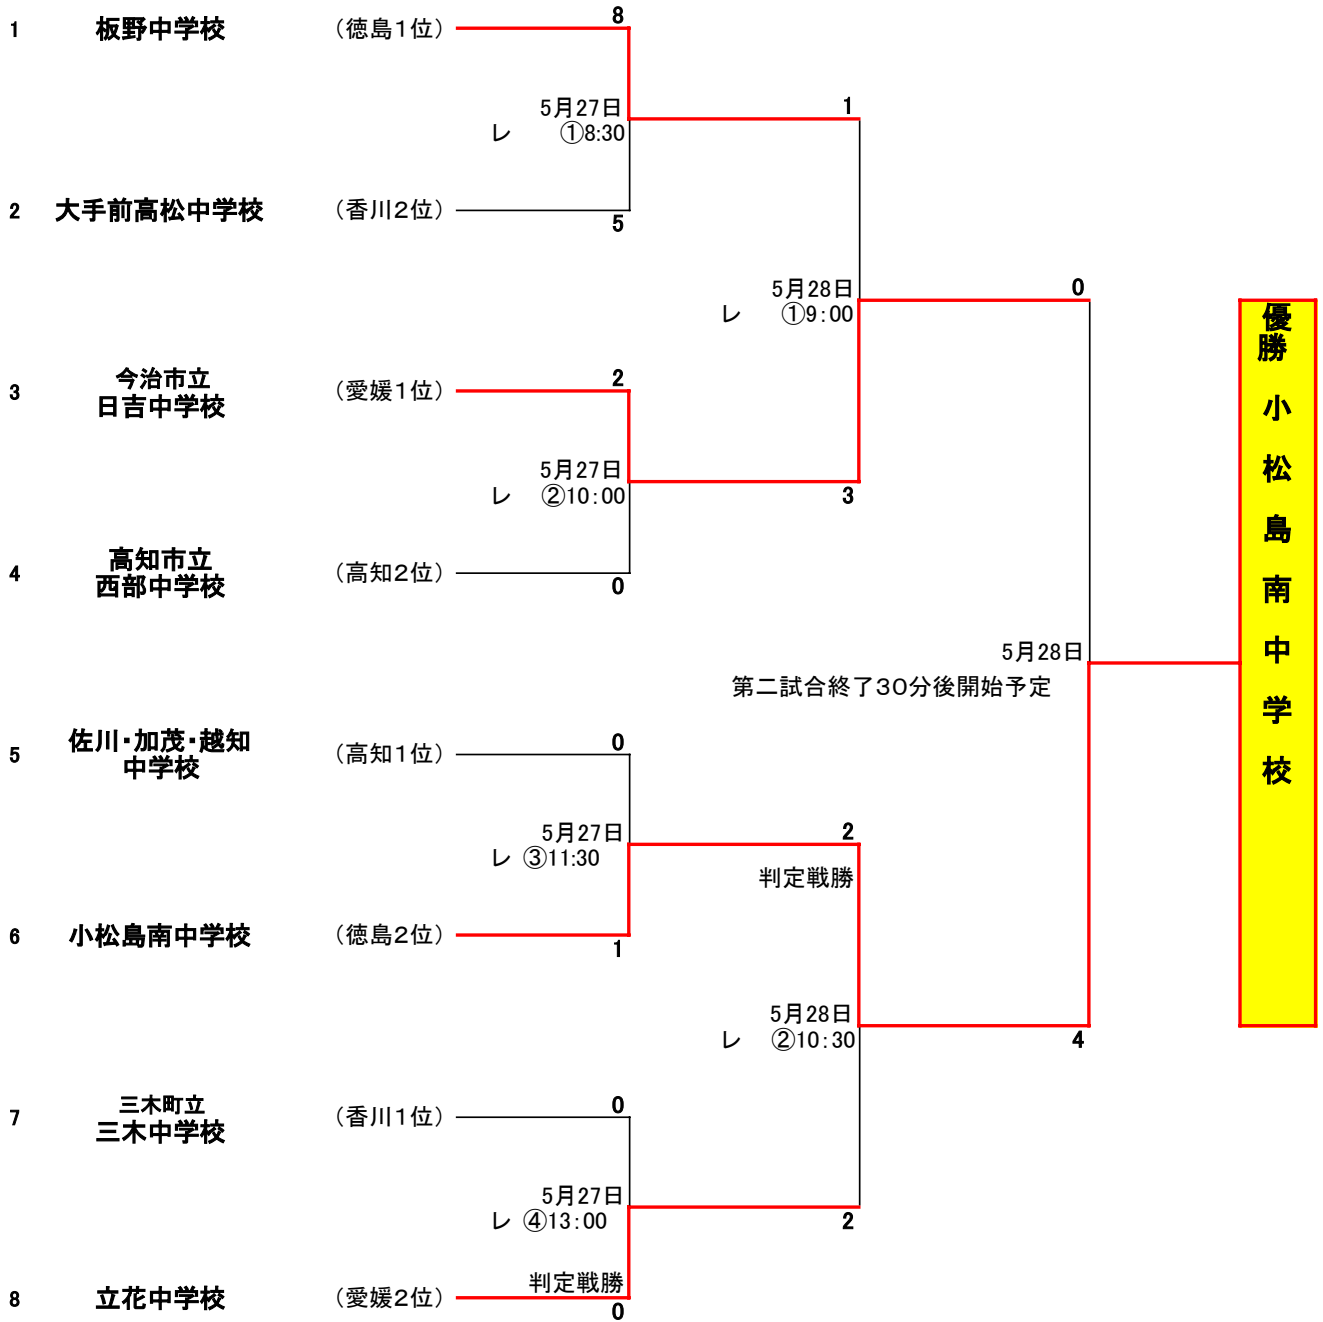 8
1 板野中学校 （徳島１位）
5月27日
レ ①8:30
1
2 大手前高松中学校 （香川２位）
5
5月28日
レ ①9:00
0
今治市立
3 日吉中学校 （愛媛１位）
2
5月27日
レ ②10:00
3
高知市立
4 西部中学校 （高知２位）
0
5月28日
第二試合終了３０分後開始予定
佐川・加茂・越知
5 中学校 （高知１位）
0
5月27日
レ ③11:30
2
判定戦勝
6 小松島南中学校 （徳島２位）
1
5月28日
レ ②10:30
4
三木町立
7 三木中学校 （香川１位）
0
5月27日
レ ④13:00
2
判定戦勝
8 立花中学校 （愛媛２位）
0
優勝 小松島南中学校